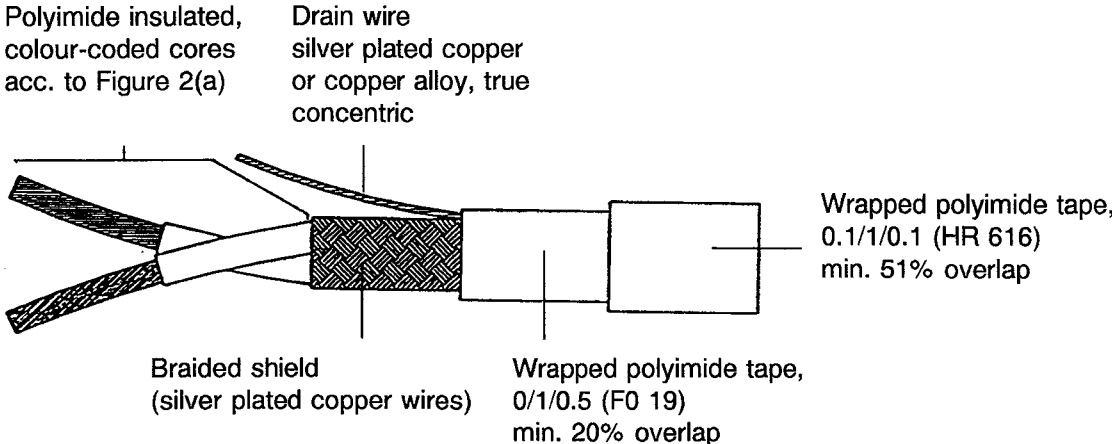 Polyimide insulated,
colour-coded cores
acc. to Figure 2(a)
Drain wire
silver plated copper
or copper alloy, true
concentric
Wrapped polyimide tape,
0.1/1/0.1 (HR 616)
min. 51% overlap
Braided shield
(silver plated copper wires)
Wrapped polyimide tape,
0/1/0.5 (F0 19)
min. 20% overlap